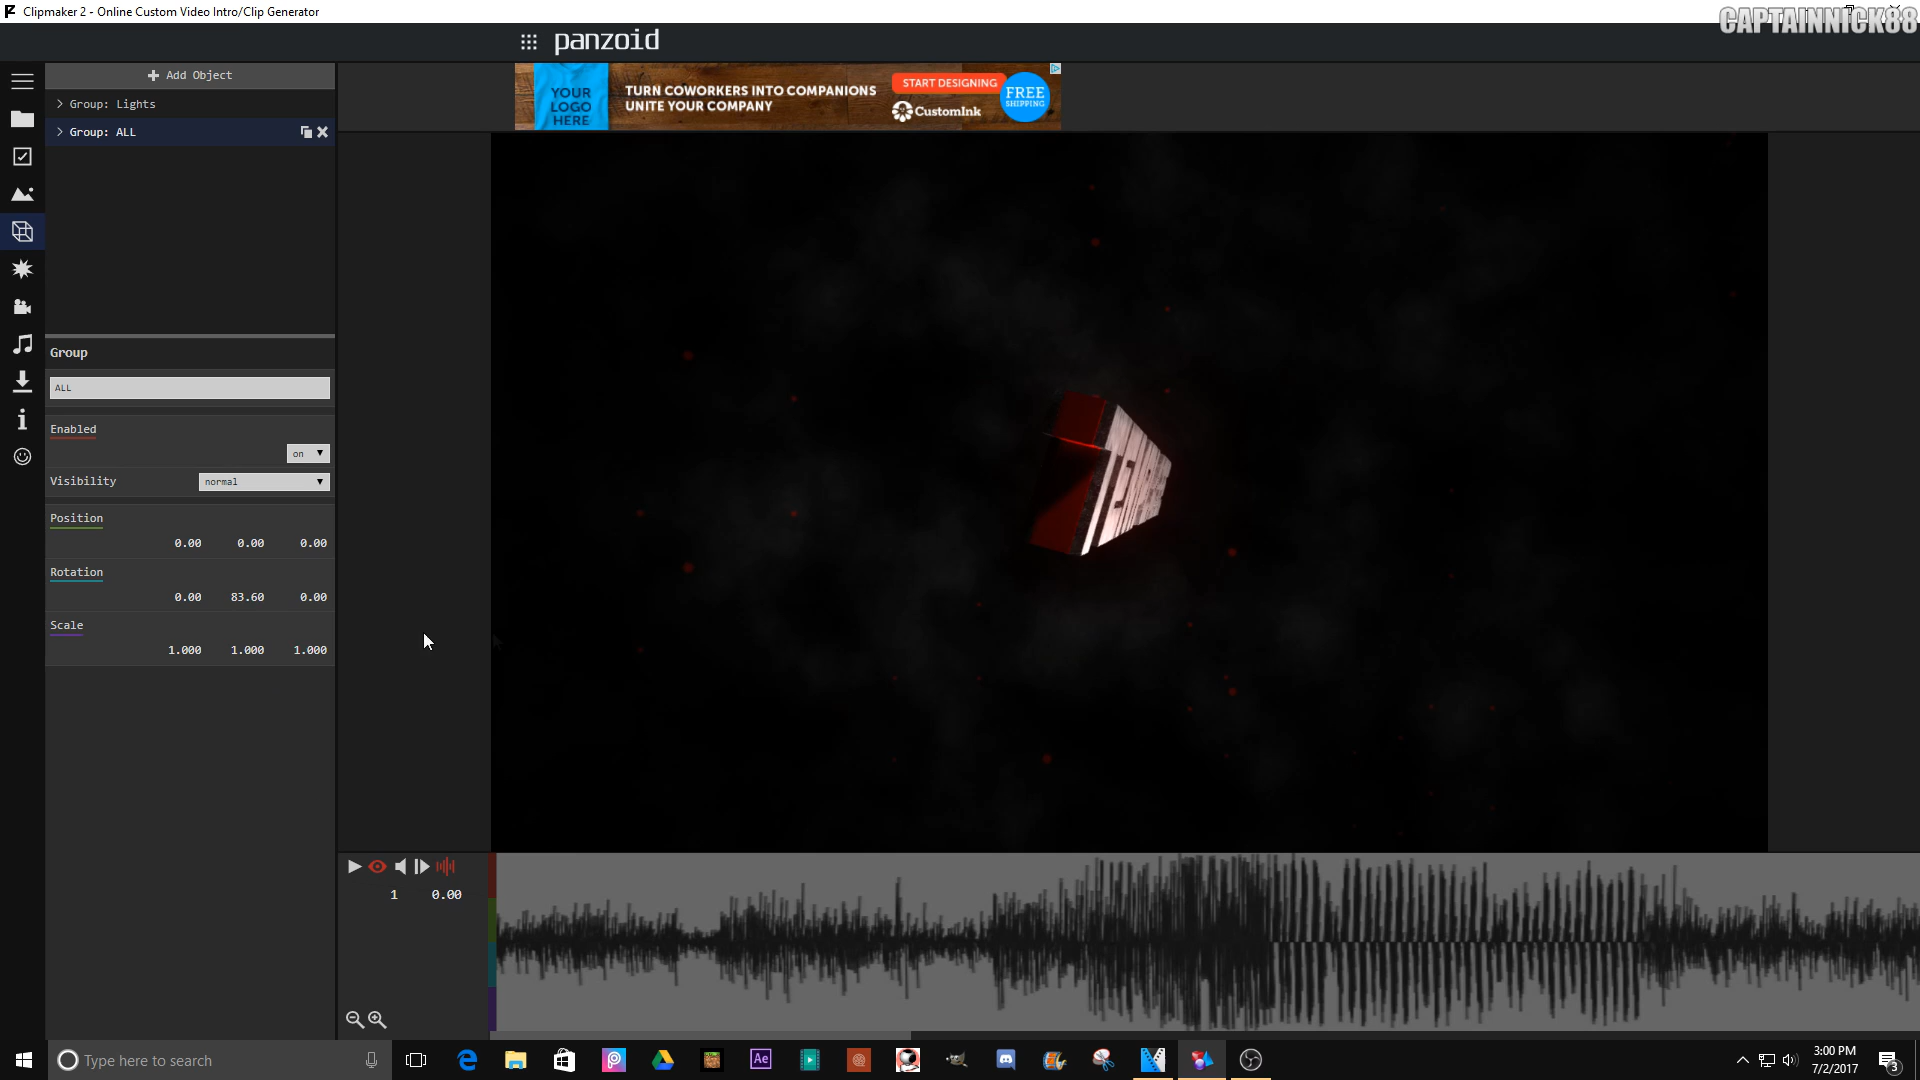 Clipmaker 2 - Online Custom Video Intro/Clip Generator
CAPTAINNICK88
panzoid
Add Object
Group: Lights
Group: ALL
YOUR
LOGO
HERE
TURN COWORKERS INTO COMPANIONS
UNITE YOUR COMPANY
START DESIGNING
CustomInk
FREE
SHIPPING
Group
ALL
Enabled
on
Visibility
normal
Position
0.00 0.00 0.00
Rotation
0.00 83.60 0.00
Scale
1.000 1.000 1.000
1 0.00
Type here to search
Ae
3:00 PM
7/2/2017
3